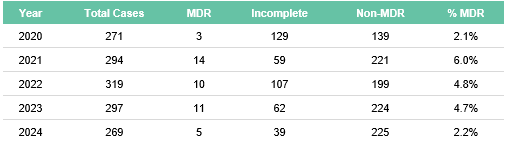 Year Total Cases MDR Incomplete Non-MDR % MDR
2020 271 3 129 139 2.1%
2021 294 14 59 221 6.0%
2022 319 10 107 199 4.8%
2023 297 11 62 224 4.7%
2024 269 5 39 225 2.2%